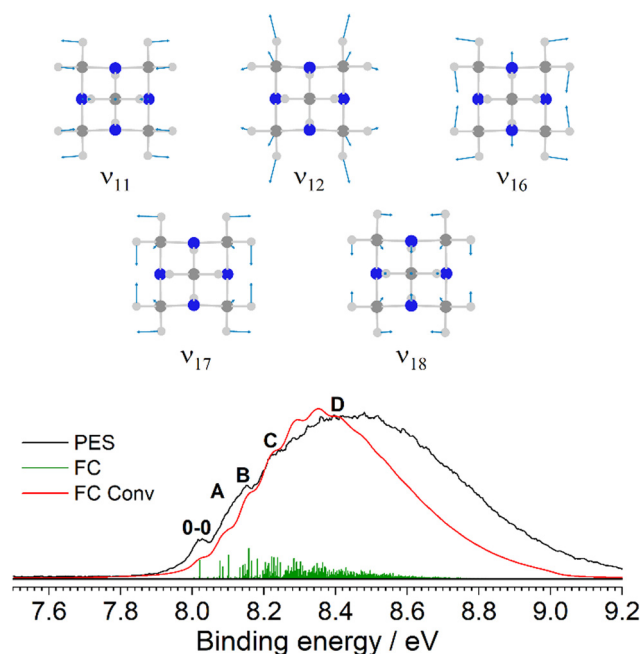 ν11
ν12
ν16
ν17
ν18
PES
FC
FC Conv
0-0
A
B
C
D
7.6 7.8 8.0 8.2 8.4 8.6 8.8 9.0 9.2
Binding energy / eV